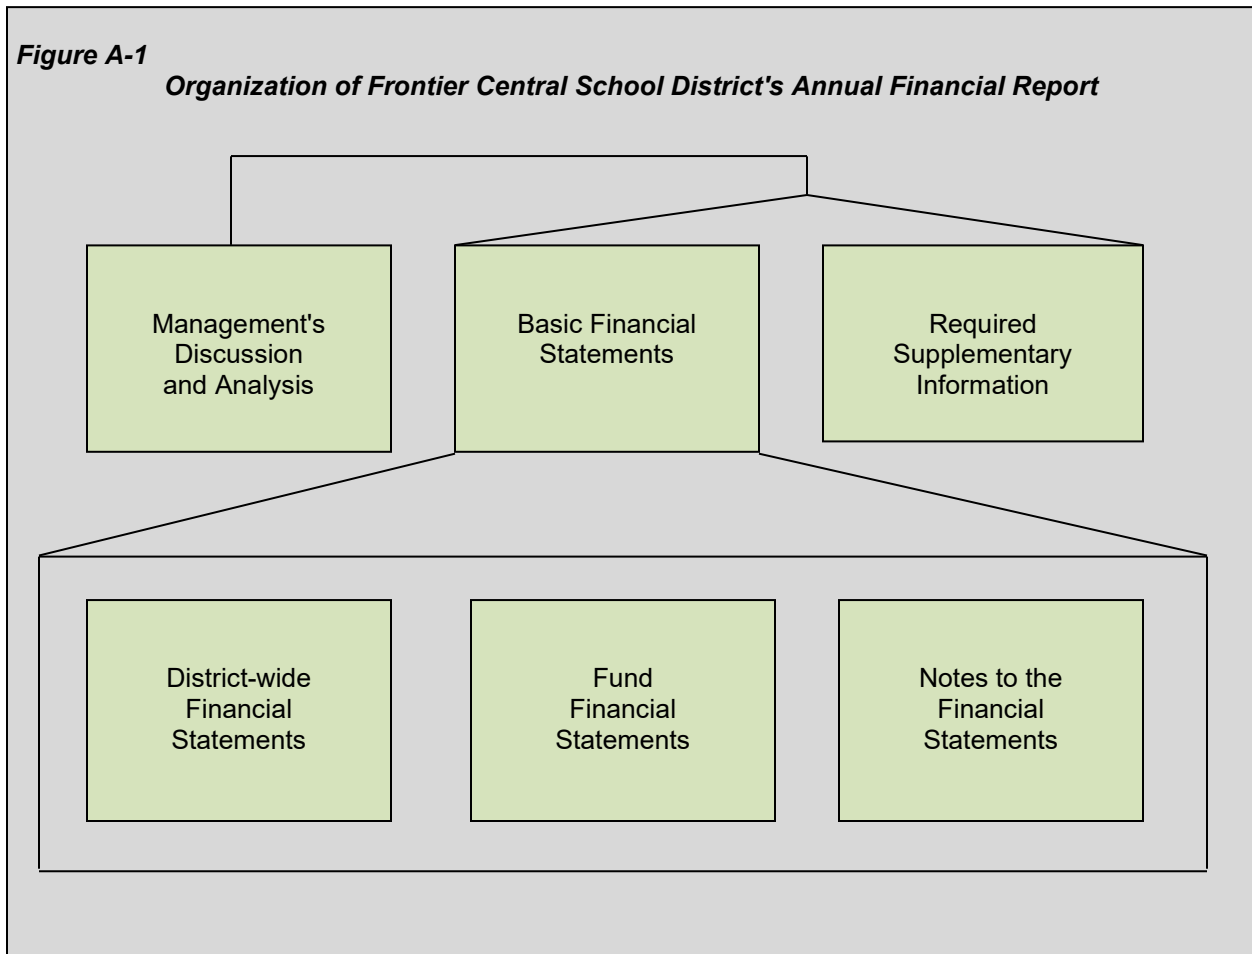 Figure A-1
Organization of Frontier Central School District's Annual Financial Report
Management's
Discussion
and Analysis
Basic Financial
Statements
Required
Supplementary
Information
District-wide
Financial
Statements
Fund
Financial
Statements
Notes to the
Financial
Statements